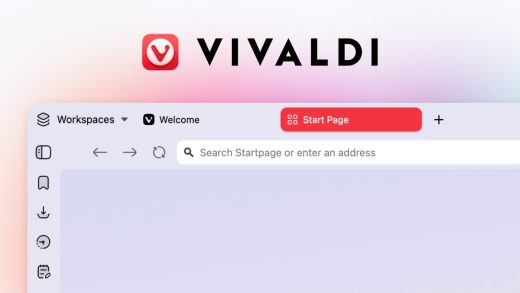 VIVALDI
Workspaces Welcome Start Page
Search Startpage or enter an address